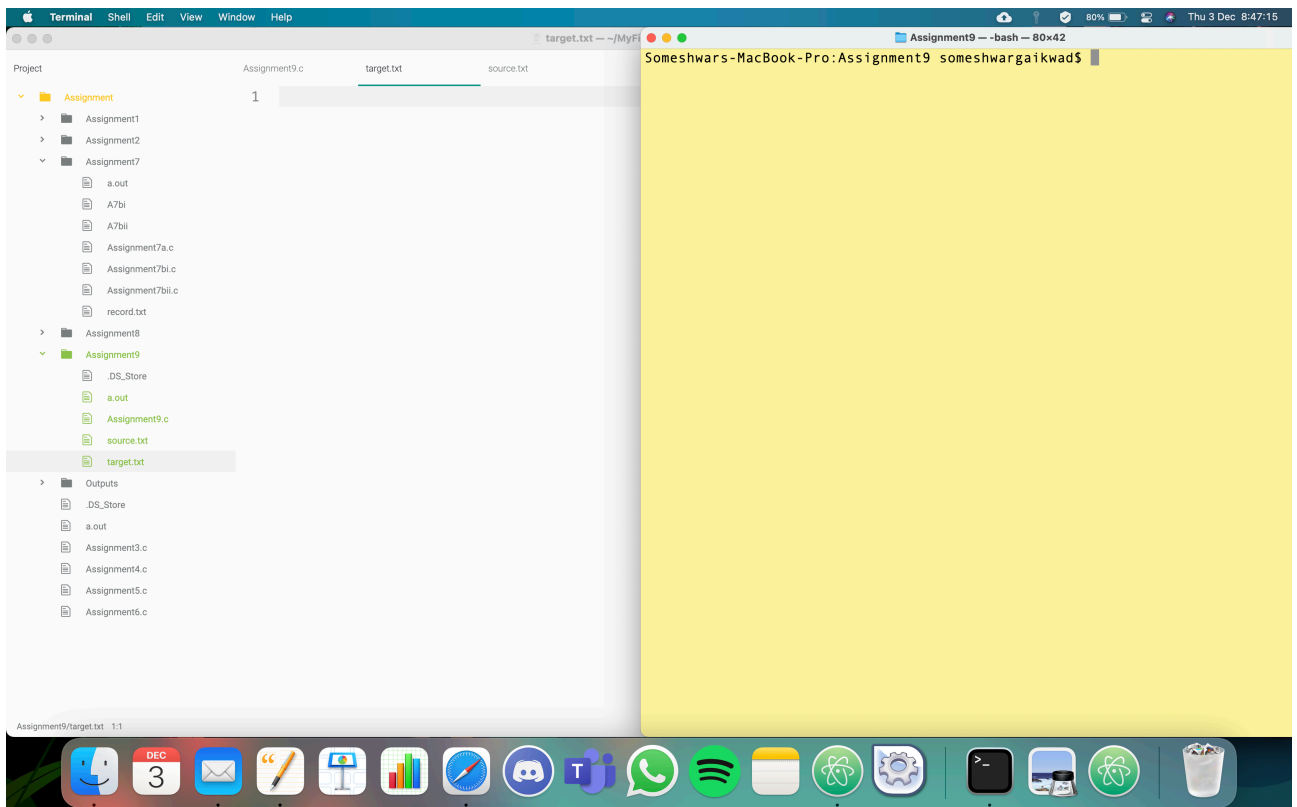 Terminal Shell Edit View Window Help 80% Thu 3 Dec 8:47:15
target.txt — ~/MyFi
Assignment9 — -bash — 80×42
Project
Assignment9.c target.txt source.txt
Someshwars-MacBook-Pro:Assignment9 someshwargaikwad$
1
Assignment
Assignment1
Assignment2
Assignment7
a.out
A7bi
A7bii
Assignment7a.c
Assignment7bi.c
Assignment7bii.c
record.txt
Assignment8
Assignment9
.DS_Store
a.out
Assignment9.c
source.txt
target.txt
Outputs
.DS_Store
a.out
Assignment3.c
Assignment4.c
Assignment5.c
Assignment6.c
Assignment9/target.txt 1:1
DEC
3
T
>_